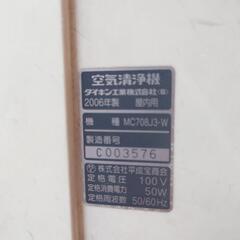 空気清浄機
ダイキン工業株式会社(藤)
2006年製 屋内用
機種 MC708J3-W
製造番号
C003576
株式会社平成宝商会
定格電圧 100V
定格消費電力 50W
定格周波数 50/60Hz